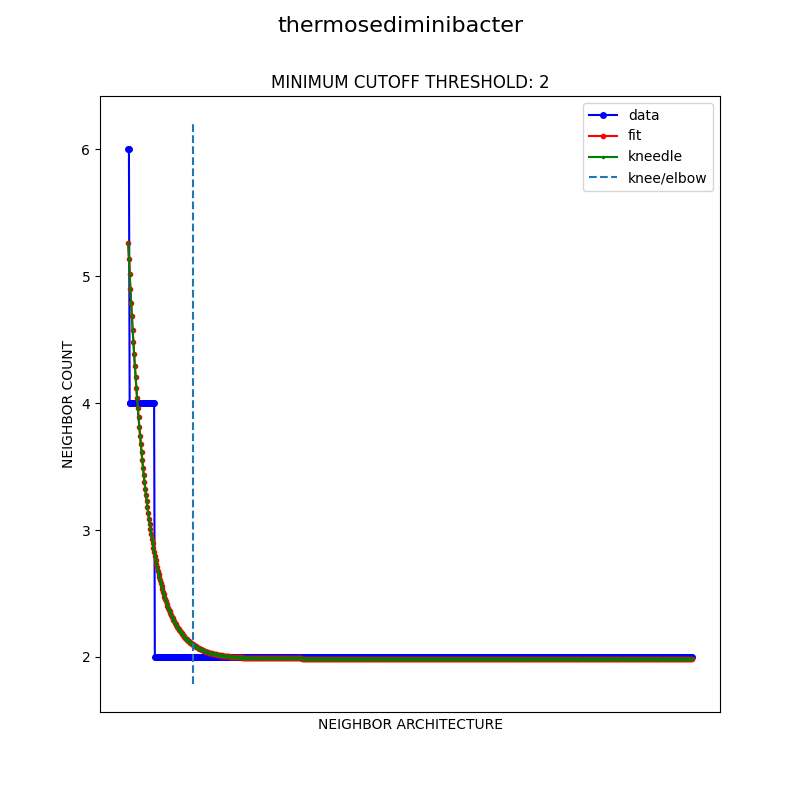 thermosediminibacter
MINIMUM CUTOFF THRESHOLD: 2
data
fit
kneedle
knee/elbow
6
5
4
3
2
NEIGHBOR COUNT
NEIGHBOR ARCHITECTURE